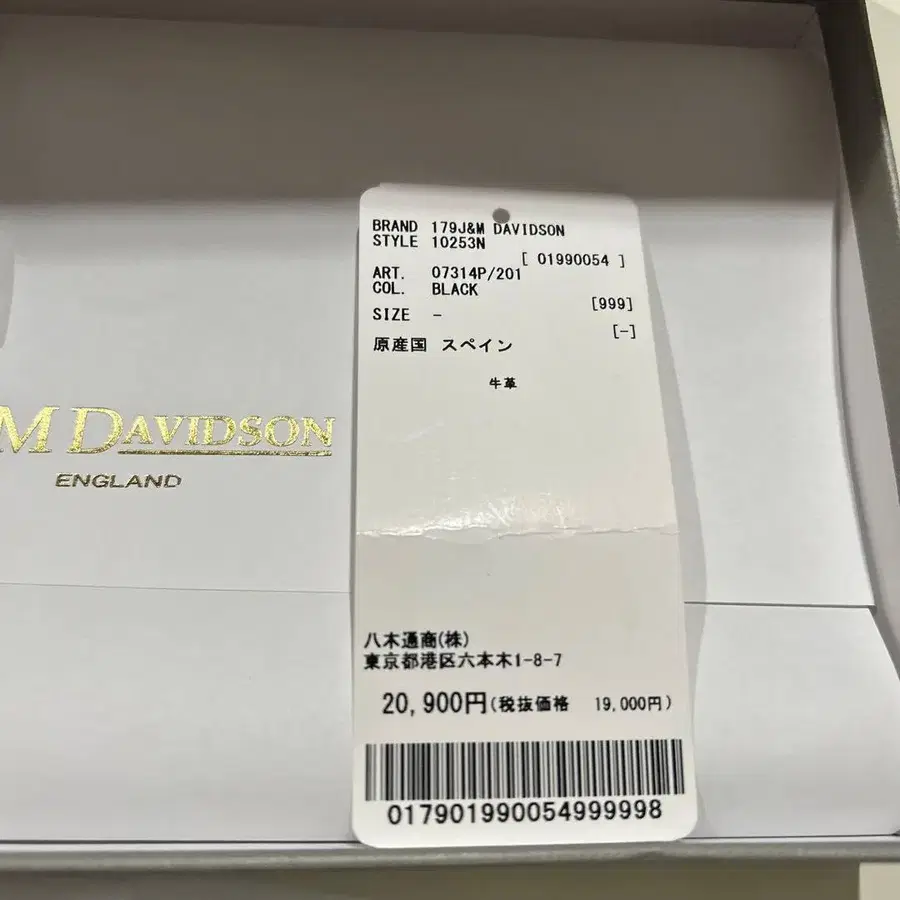 M DAVIDSON
ENGLAND
BRAND 179J&M DAVIDSON
STYLE 10253N
[ 01990054 ]
ART. 07314P/201
COL. BLACK
[999]
SIZE -
[-]
原産国 スペイン
牛革
八木通商(株)
東京都港区六本木1-8-7
20,900円(税抜価格 19,000円)
017901990054999998